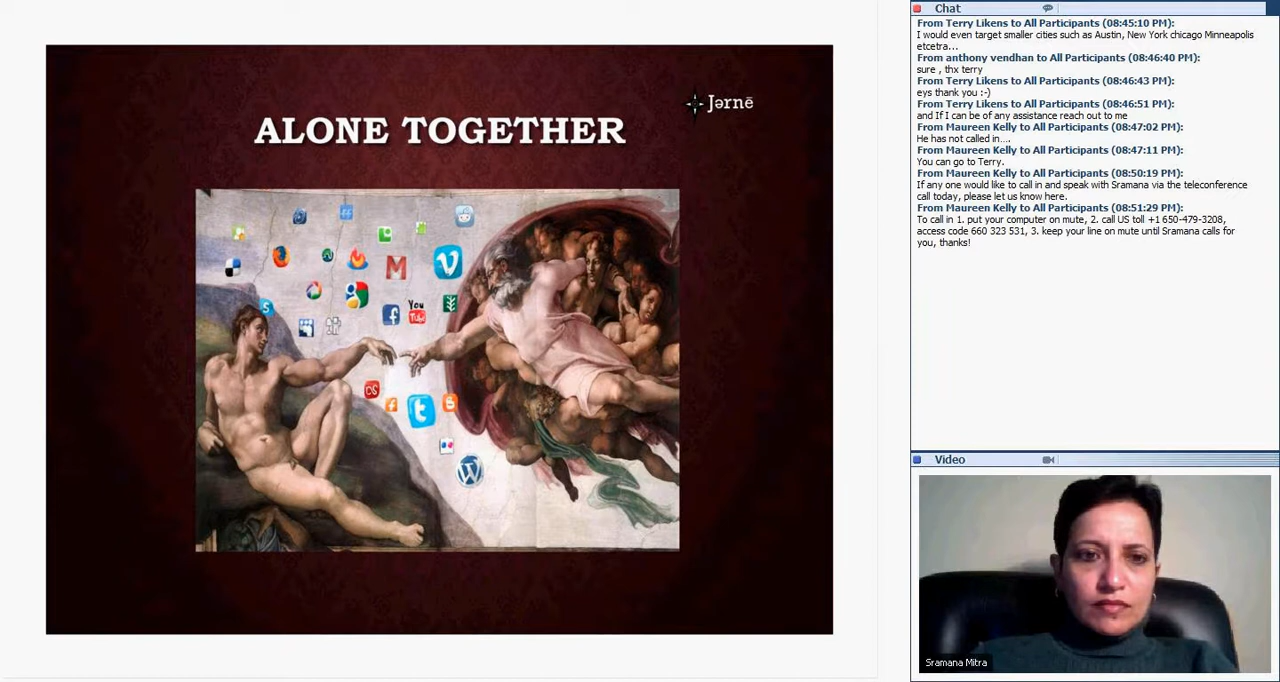 Jərnē
ALONE TOGETHER
You
Tube
Chat
From Terry Likens to All Participants (08:45:10 PM):
I would even target smaller cities such as Austin, New York chicago Minneapolis
etcetra...
From anthony vendhan to All Participants (08:46:40 PM):
sure , thx terry
From Terry Likens to All Participants (08:46:43 PM):
eys thank you :-)
From Terry Likens to All Participants (08:46:51 PM):
and If I can be of any assistance reach out to me
From Maureen Kelly to All Participants (08:47:02 PM):
He has not called in....
From Maureen Kelly to All Participants (08:47:11 PM):
You can go to Terry.
From Maureen Kelly to All Participants (08:50:19 PM):
If any one would like to call in and speak with Sramana via the teleconference
call today, please let us know here.
From Maureen Kelly to All Participants (08:51:29 PM):
To call in 1. put your computer on mute, 2. call US toll +1 650-479-3208,
access code 660 323 531, 3. keep your line on mute until Sramana calls for
you, thanks!
Video
Sramana Mitra